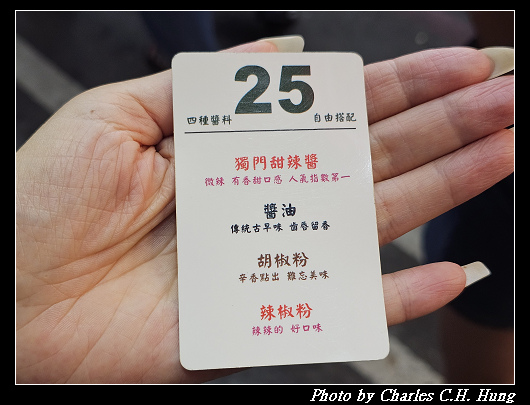 25
四種醬料 自由搭配
獨門甜辣醬
微辣 有香甜口感 人氣指數第一
醬油
傳統古早味 齒唇留香
胡椒粉
辛香點出 難忘美味
辣椒粉
辣辣的 好口味
Photo by Charles C.H. Hung